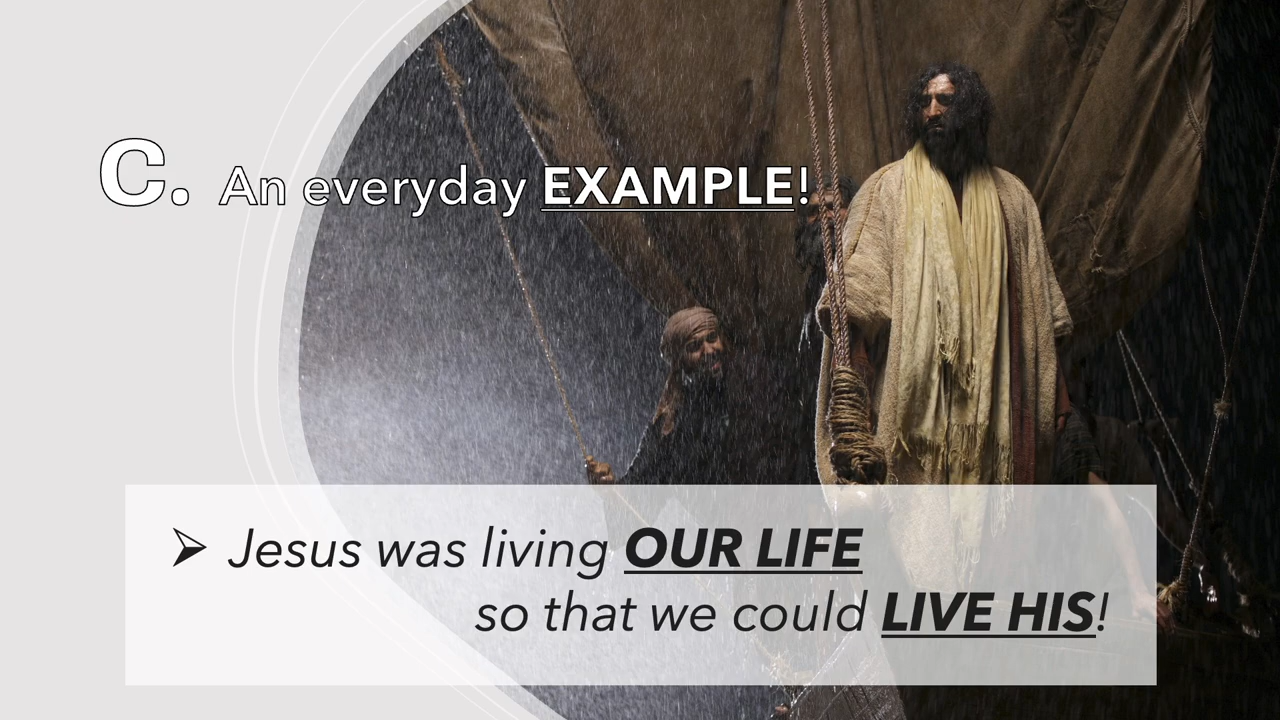 C. An everyday EXAMPLE!
➢ Jesus was living OUR LIFE
so that we could LIVE HIS!